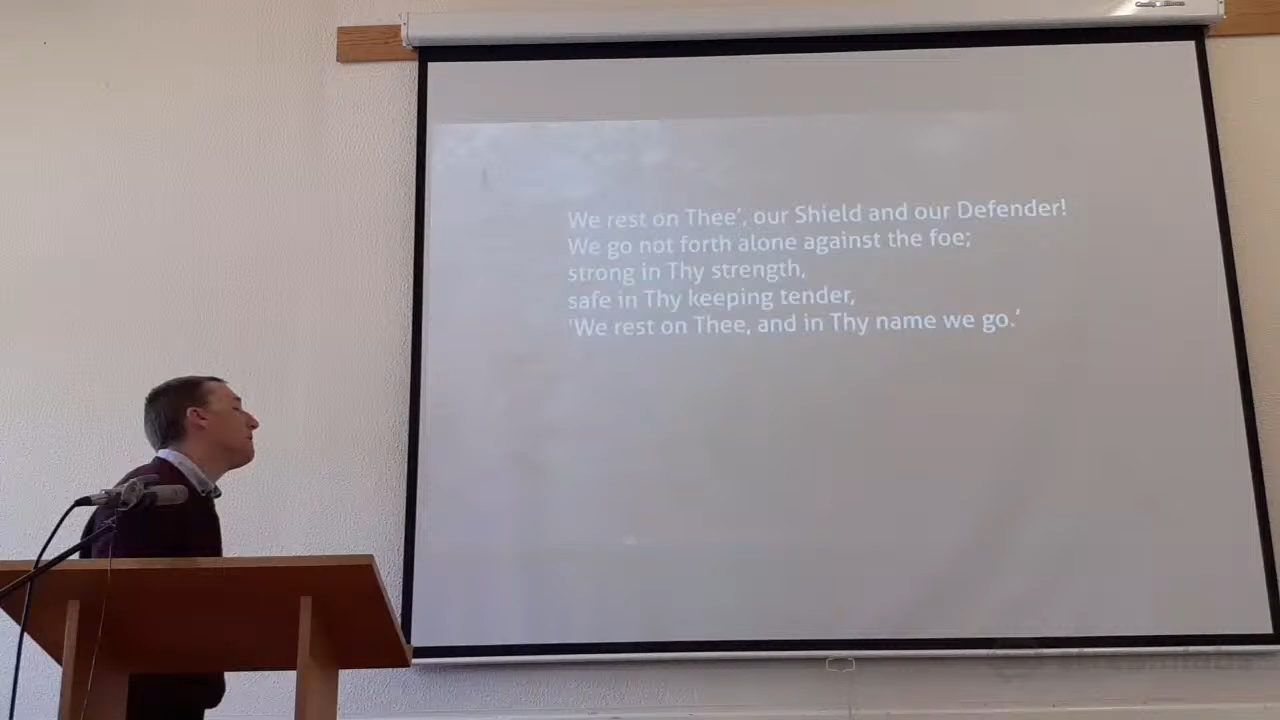 We rest on Thee', our Shield and our Defender!
We go not forth alone against the foe;
strong in Thy strength,
safe in Thy keeping tender,
'We rest on Thee, and in Thy name we go.'